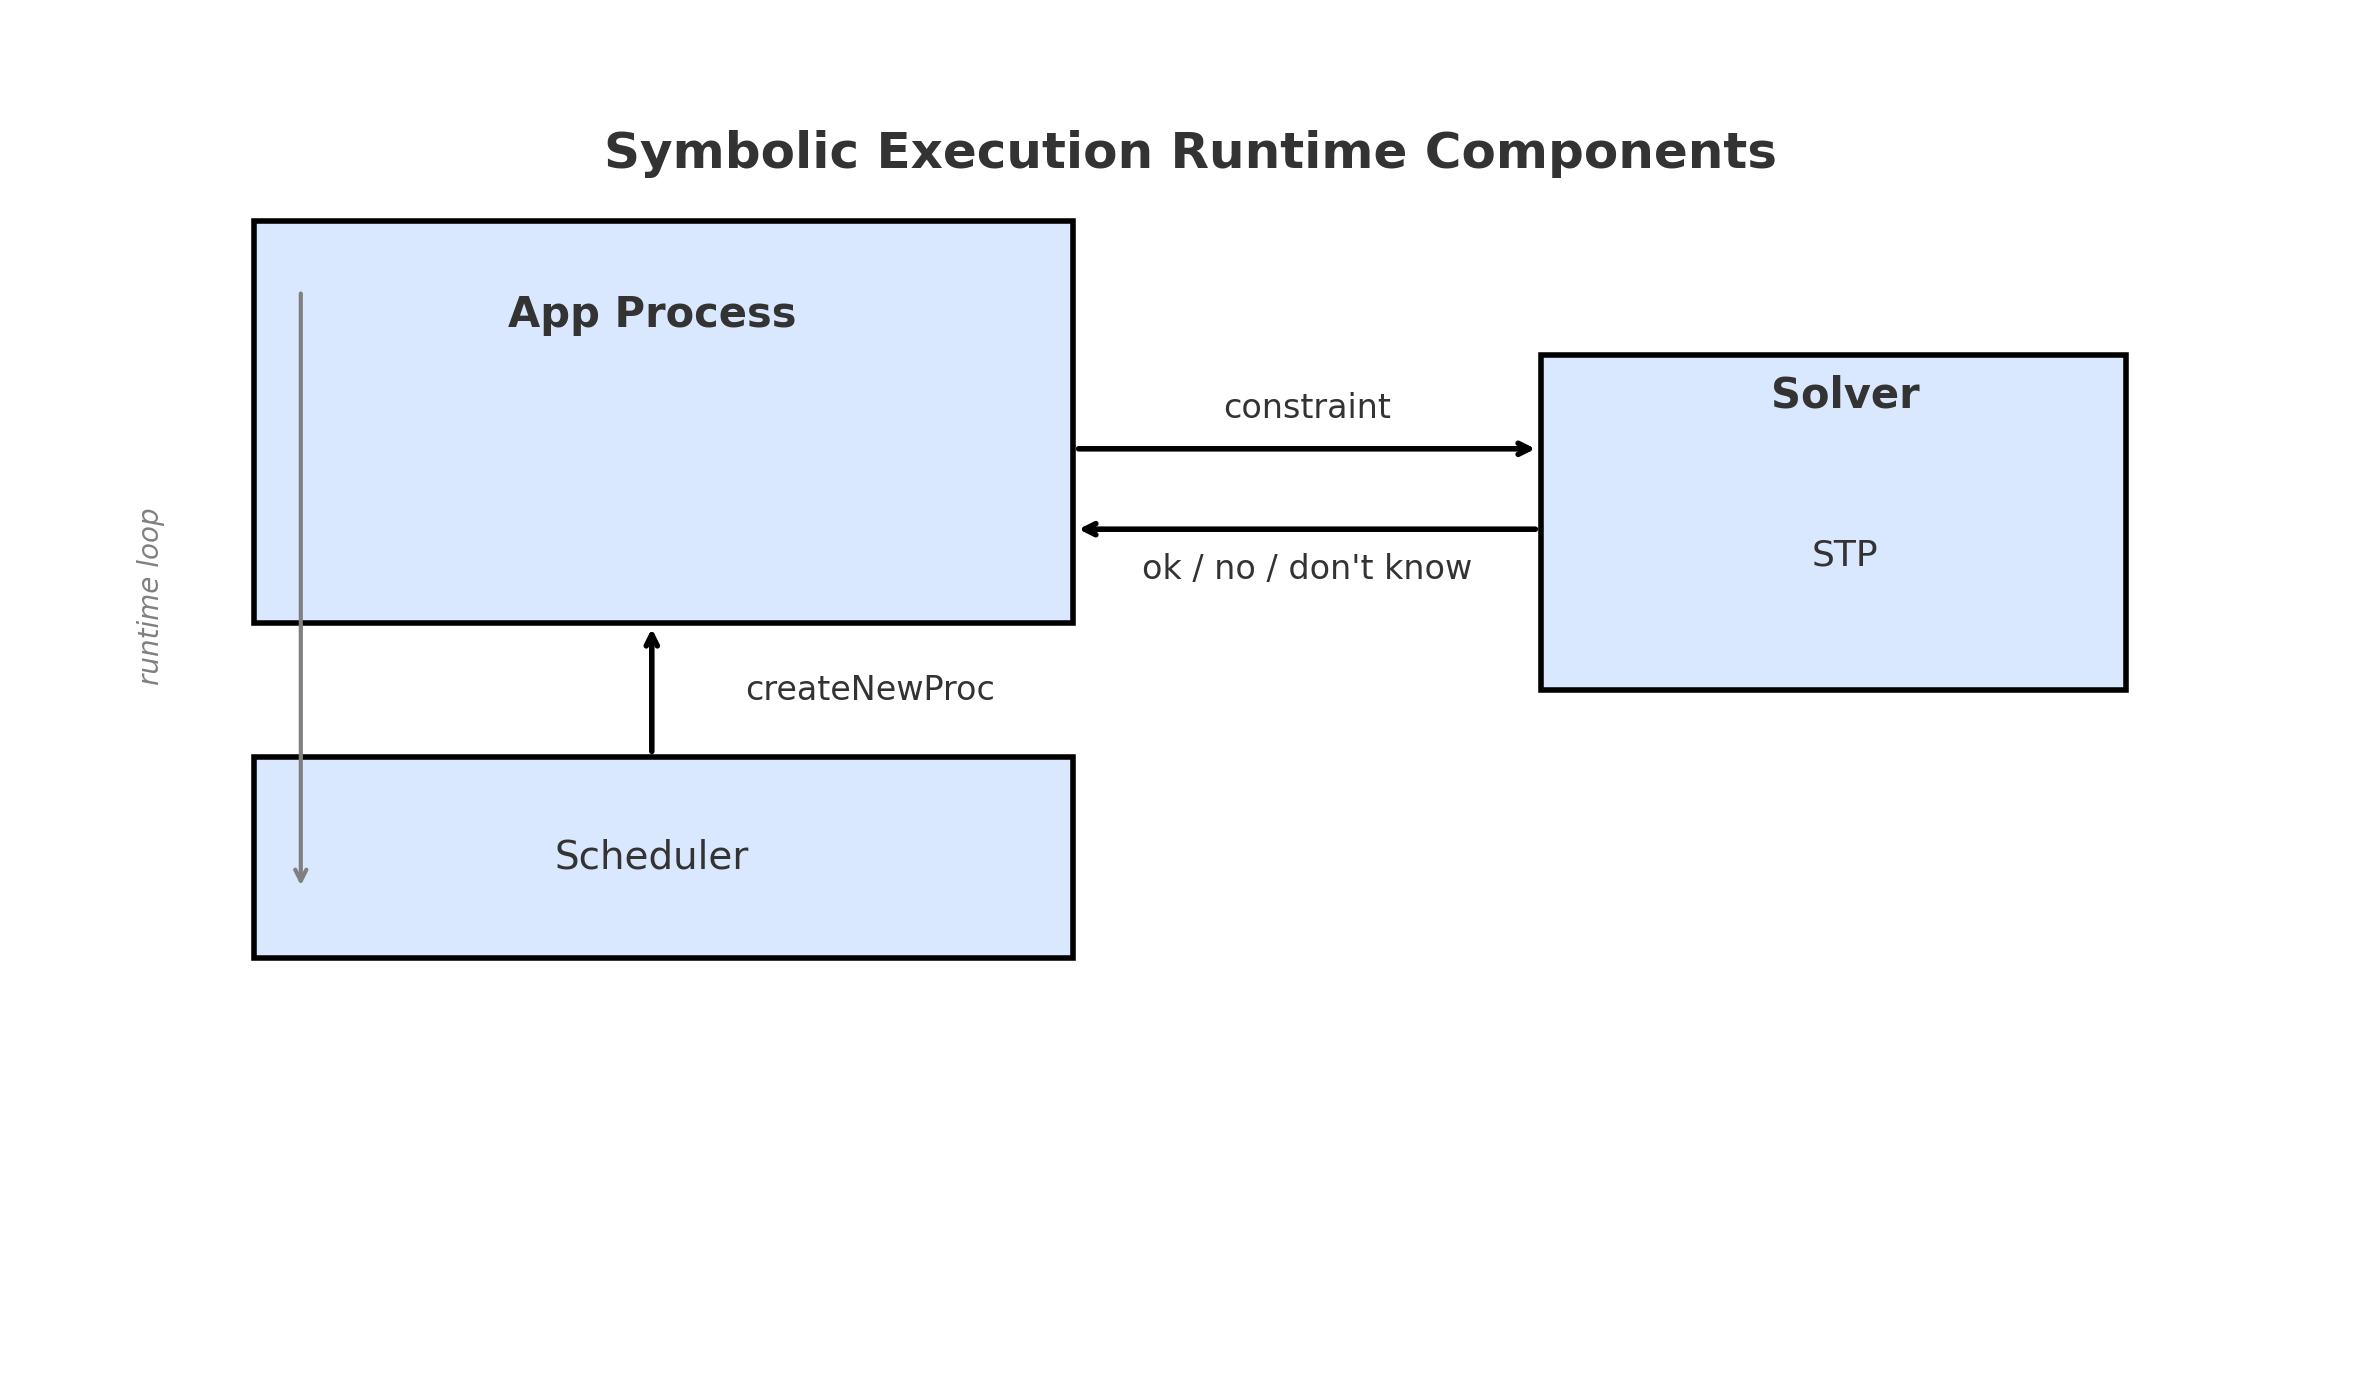 Symbolic Execution Runtime Components
App Process
Solver
constraint
STP
ok / no / don't know
runtime loop
createNewProc
Scheduler